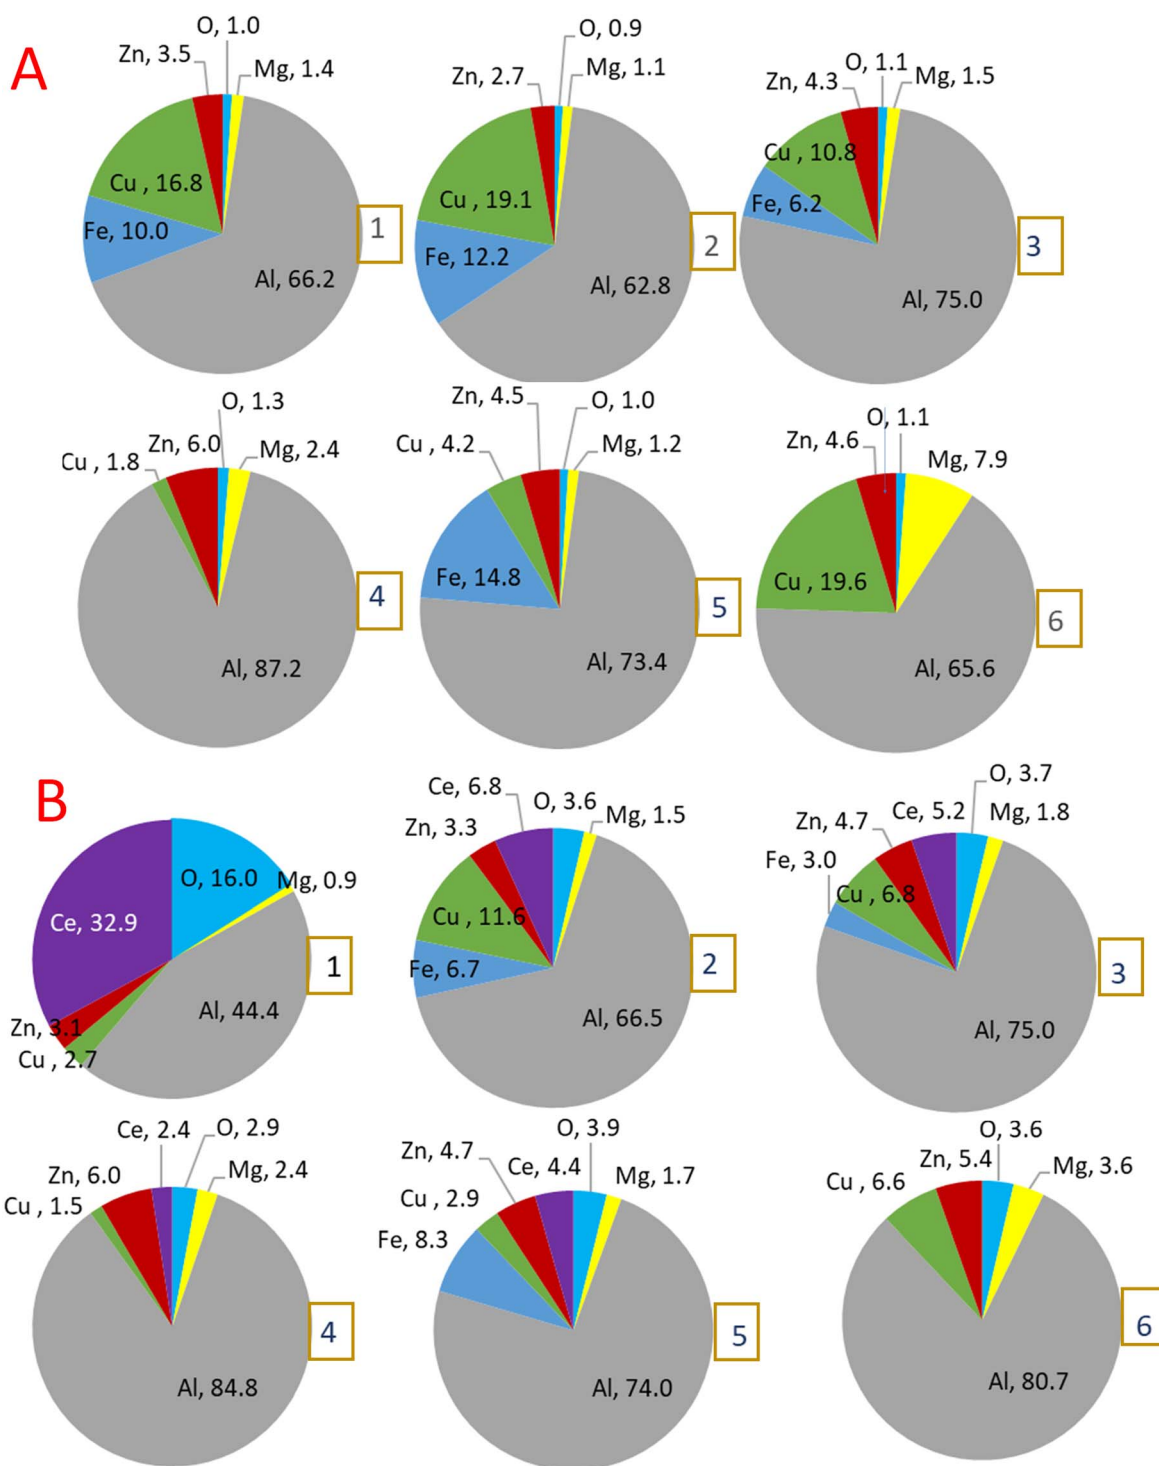 A
O, 1.0
Zn, 3.5
Mg, 1.4
Cu , 16.8
Fe, 10.0
Al, 66.2
1
O, 0.9
Zn, 2.7
Mg, 1.1
Cu , 19.1
Fe, 12.2
Al, 62.8
2
O, 1.1
Zn, 4.3
Mg, 1.5
Cu , 10.8
Fe, 6.2
Al, 75.0
3
O, 1.3
Zn, 6.0
Mg, 2.4
Cu , 1.8
Al, 87.2
4
Zn, 4.5
O, 1.0
Cu , 4.2
Mg, 1.2
Fe, 14.8
Al, 73.4
5
O, 1.1
Zn, 4.6
Mg, 7.9
Cu , 19.6
Al, 65.6
6
B
O, 16.0
Mg, 0.9
Ce, 32.9
Al, 44.4
Zn, 3.1
Cu , 2.7
1
Ce, 6.8
O, 3.6
Mg, 1.5
Zn, 3.3
Cu , 11.6
Fe, 6.7
Al, 66.5
2
O, 3.7
Ce, 5.2
Mg, 1.8
Zn, 4.7
Fe, 3.0
Cu , 6.8
Al, 75.0
3
Ce, 2.4
O, 2.9
Zn, 6.0
Mg, 2.4
Cu , 1.5
Al, 84.8
4
O, 3.9
Zn, 4.7
Ce, 4.4
Mg, 1.7
Cu , 2.9
Fe, 8.3
Al, 74.0
5
O, 3.6
Zn, 5.4
Mg, 3.6
Cu , 6.6
Al, 80.7
6